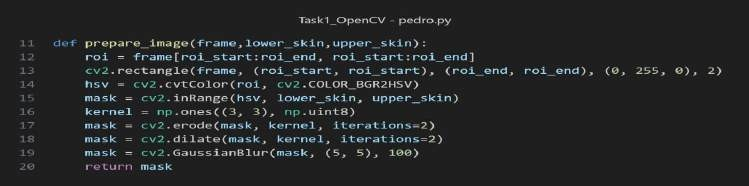 Task1_OpenCV - pedro.py
11 def prepare_image(frame,lower_skin,upper_skin):
12     roi = frame[roi_start:roi_end, roi_start:roi_end]
13     cv2.rectangle(frame, (roi_start, roi_start), (roi_end, roi_end), (0, 255, 0), 2)
14     hsv = cv2.cvtColor(roi, cv2.COLOR_BGR2HSV)
15     mask = cv2.inRange(hsv, lower_skin, upper_skin)
16     kernel = np.ones((3, 3), np.uint8)
17     mask = cv2.erode(mask, kernel, iterations=2)
18     mask = cv2.dilate(mask, kernel, iterations=2)
19     mask = cv2.GaussianBlur(mask, (5, 5), 100)
20     return mask